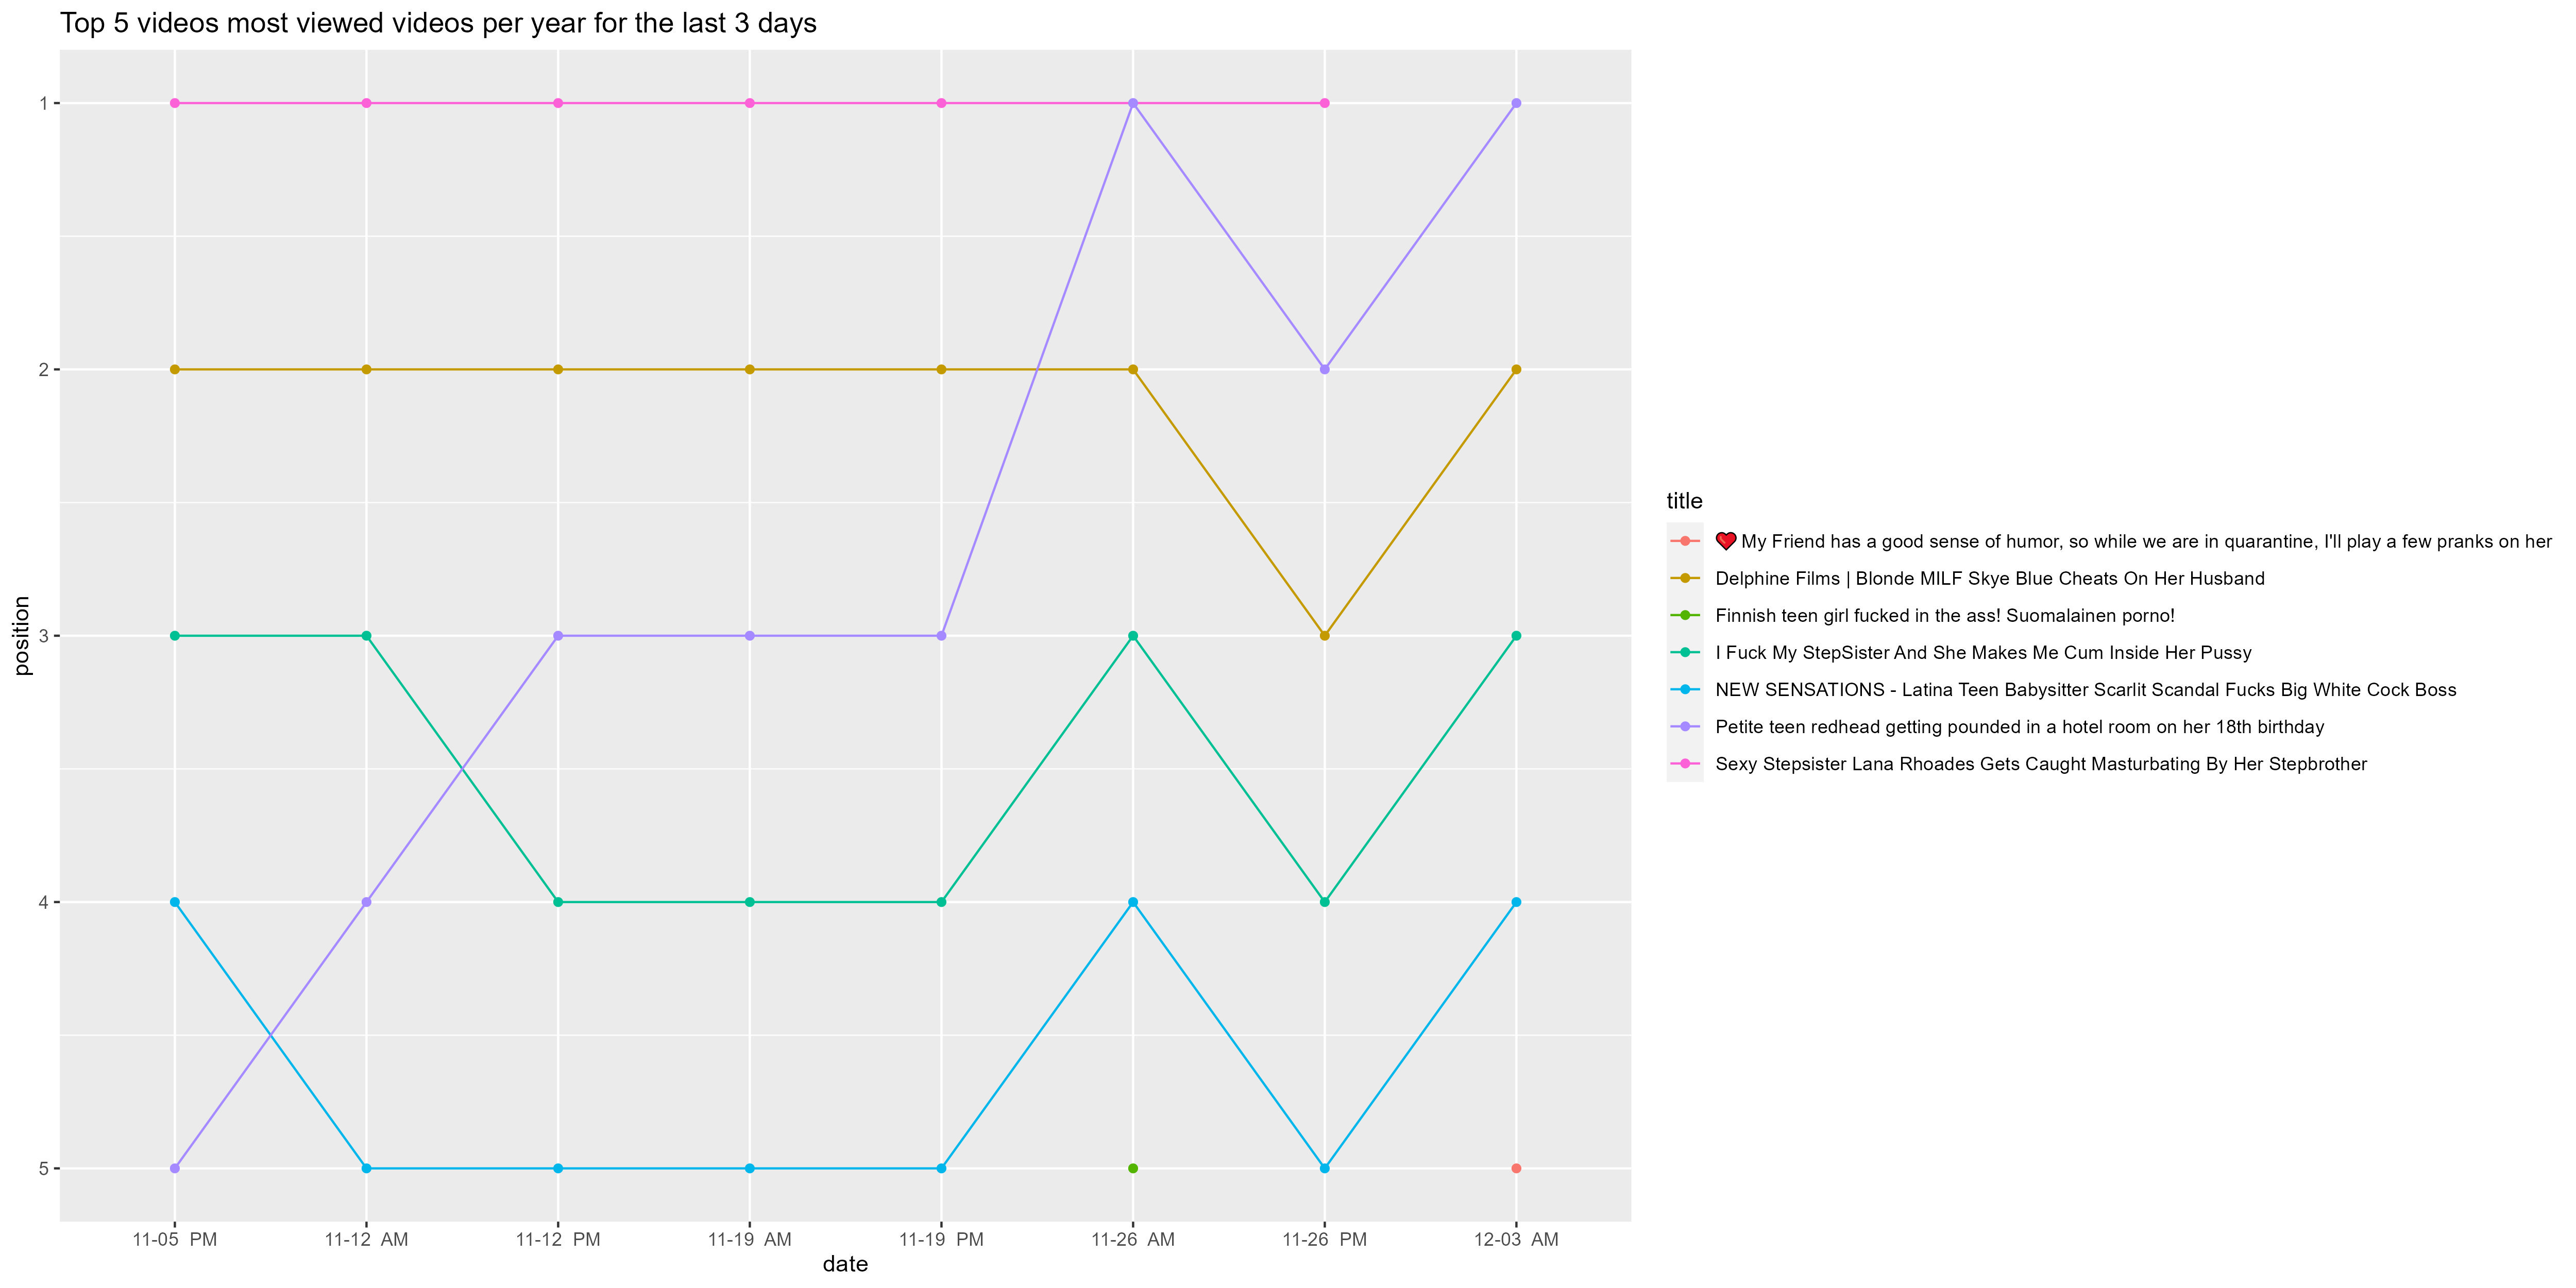 Top 5 videos most viewed videos per year for the last 3 days
position
1
2
3
4
5
11-05 PM
11-12 AM
11-12 PM
11-19 AM
11-19 PM
11-26 AM
11-26 PM
12-03 AM
date
title
❤️ My Friend has a good sense of humor, so while we are in quarantine, I'll play a few pranks on her
Delphine Films | Blonde MILF Skye Blue Cheats On Her Husband
Finnish teen girl fucked in the ass! Suomalainen porno!
I Fuck My StepSister And She Makes Me Cum Inside Her Pussy
NEW SENSATIONS - Latina Teen Babysitter Scarlit Scandal Fucks Big White Cock Boss
Petite teen redhead getting pounded in a hotel room on her 18th birthday
Sexy Stepsister Lana Rhoades Gets Caught Masturbating By Her Stepbrother